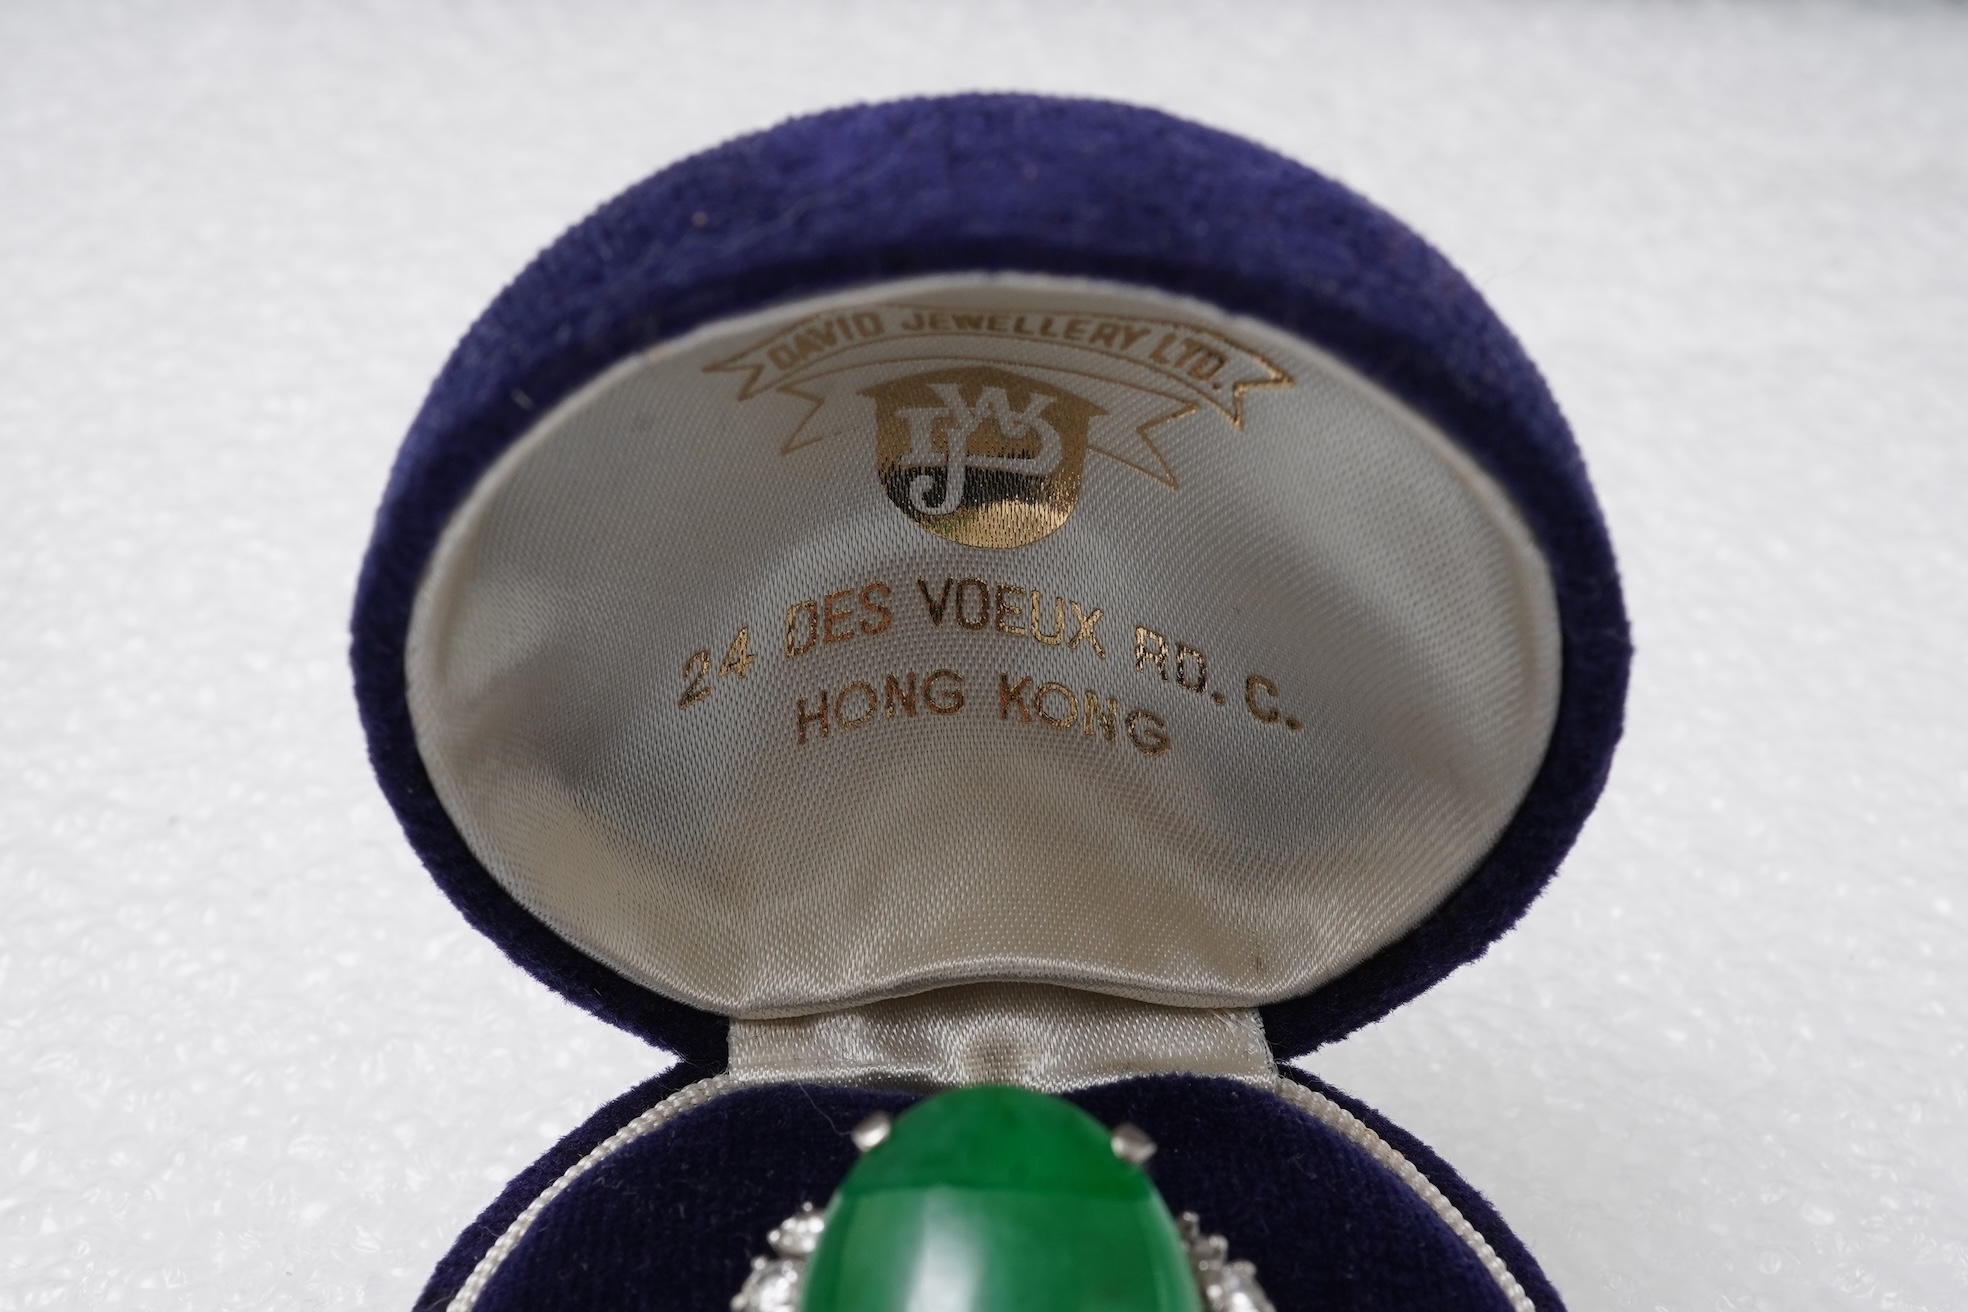 DAVID JEWELLERY LTD.
24 DES VOEUX RD. C.
HONG KONG